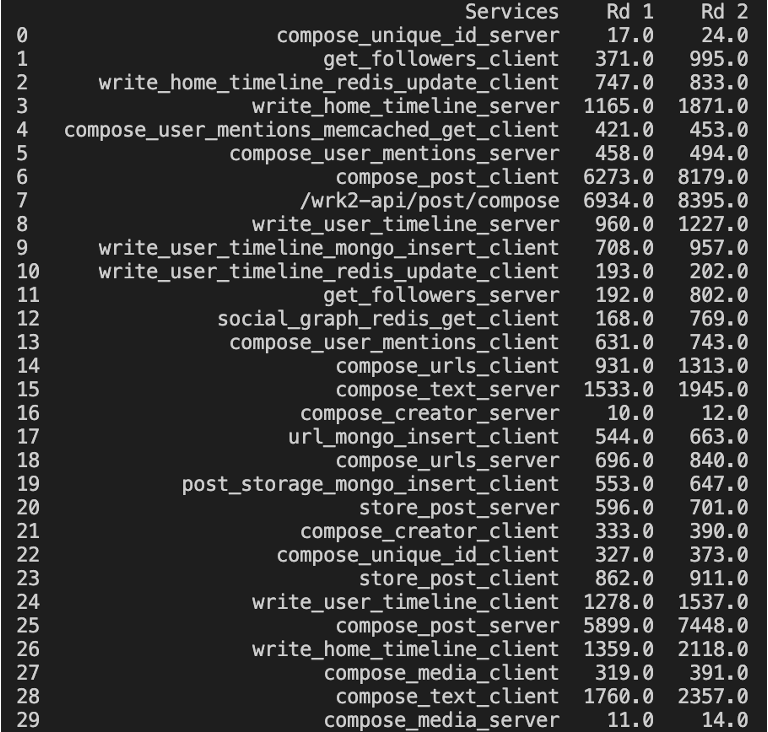 Services Rd 1 Rd 2
0 compose_unique_id_server 17.0 24.0
1 get_followers_client 371.0 995.0
2 write_home_timeline_redis_update_client 747.0 833.0
3 write_home_timeline_server 1165.0 1871.0
4 compose_user_mentions_memcached_get_client 421.0 453.0
5 compose_user_mentions_server 458.0 494.0
6 compose_post_client 6273.0 8179.0
7 /wrk2-api/post/compose 6934.0 8395.0
8 write_user_timeline_server 960.0 1227.0
9 write_user_timeline_mongo_insert_client 708.0 957.0
10 write_user_timeline_redis_update_client 193.0 202.0
11 get_followers_server 192.0 802.0
12 social_graph_redis_get_client 168.0 769.0
13 compose_user_mentions_client 631.0 743.0
14 compose_urls_client 931.0 1313.0
15 compose_text_server 1533.0 1945.0
16 compose_creator_server 10.0 12.0
17 url_mongo_insert_client 544.0 663.0
18 compose_urls_server 696.0 840.0
19 post_storage_mongo_insert_client 553.0 647.0
20 store_post_server 596.0 701.0
21 compose_creator_client 333.0 390.0
22 compose_unique_id_client 327.0 373.0
23 store_post_client 862.0 911.0
24 write_user_timeline_client 1278.0 1537.0
25 compose_post_server 5899.0 7448.0
26 write_home_timeline_client 1359.0 2118.0
27 compose_media_client 319.0 391.0
28 compose_text_client 1760.0 2357.0
29 compose_media_server 11.0 14.0